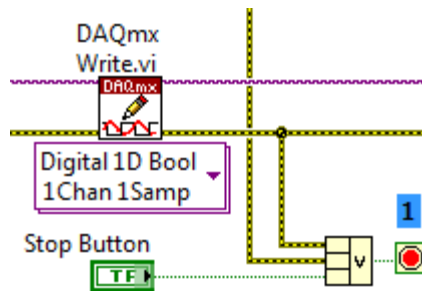 DAQmx
Write.vi
DAQmx
Digital 1D Bool
1Chan 1Samp
1
Stop Button
TF
V